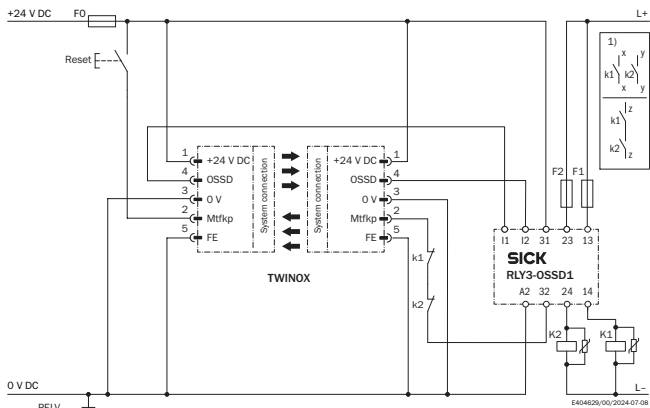 +24 V DC F0 L+
Reset
1)
x y
k1 k2
x y
z
k1
k2
z
F2 F1
1 +24 V DC System connection System connection +24 V DC 1
4 OSSD OSSD 4
3 0 V 0 V 3
2 Mtfkp Mtfkp 2
5 FE FE 5
TWINOX
k1
k2
I1 I2 31 23 13
SICK
RLY3-OSSD1
A2 32 24 14
K2 K1
0 V DC L–
E404629/00/2024-07-08
PELV